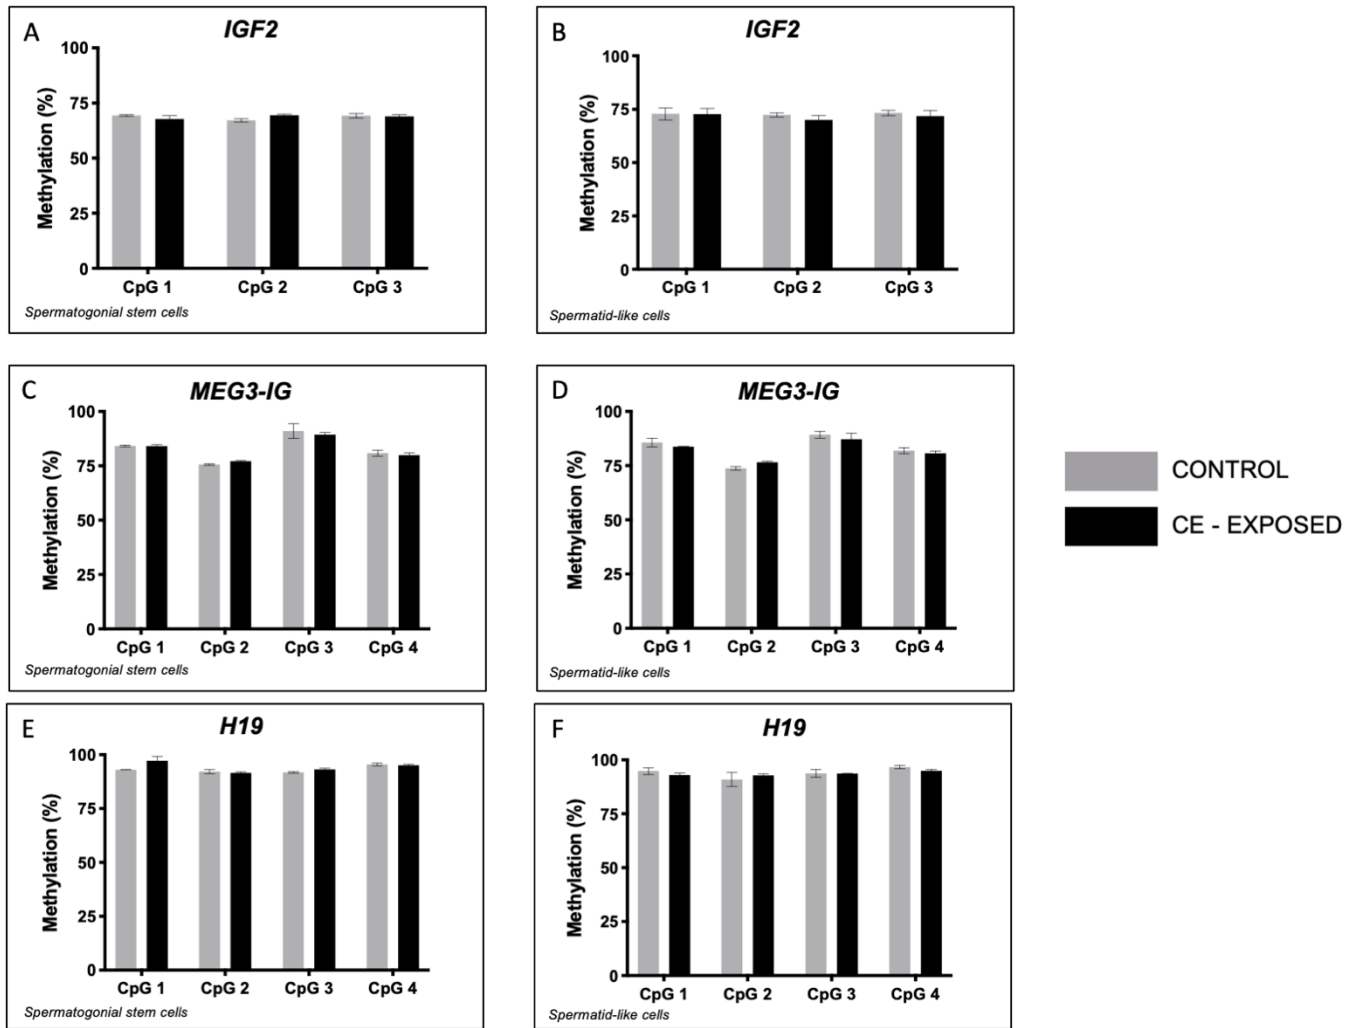 A
IGF2
Methylation (%)
100
75
50
25
0
CpG 1 CpG 2 CpG 3
Spermatogonial stem cells
B
IGF2
Methylation (%)
100
75
50
25
0
CpG 1 CpG 2 CpG 3
Spermatid-like cells
C
MEG3-IG
Methylation (%)
100
75
50
25
0
CpG 1 CpG 2 CpG 3 CpG 4
Spermatogonial stem cells
D
MEG3-IG
Methylation (%)
100
75
50
25
0
CpG 1 CpG 2 CpG 3 CpG 4
Spermatid-like cells
CONTROL
CE - EXPOSED
E
H19
Methylation (%)
100
75
50
25
0
CpG 1 CpG 2 CpG 3 CpG 4
Spermatogonial stem cells
F
H19
Methylation (%)
100
75
50
25
0
CpG 1 CpG 2 CpG 3 CpG 4
Spermatid-like cells